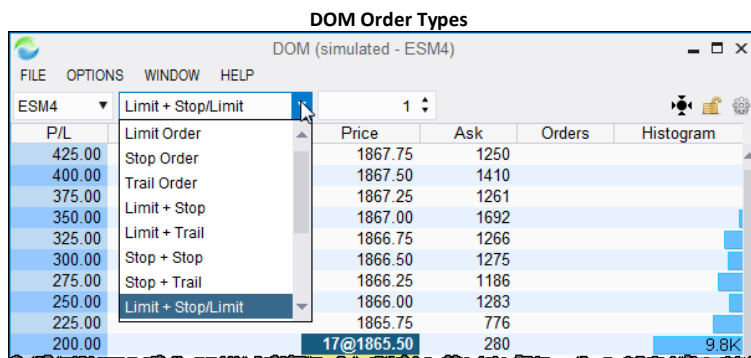 DOM Order Types
DOM (simulated - ESM4)
FILE OPTIONS WINDOW HELP
ESM4 Limit + Stop/Limit 1
P/L Price Ask Orders Histogram
425.00 Limit Order 1867.75 1250
400.00 Stop Order 1867.50 1410
375.00 Trail Order 1867.25 1261
350.00 Limit + Stop 1867.00 1692
325.00 Limit + Trail 1866.75 1266
300.00 Stop + Stop 1866.50 1275
275.00 Stop + Trail 1866.25 1186
250.00 Limit + Stop/Limit 1866.00 1283
225.00 1865.75 776
200.00 17@1865.50 280 9.8K